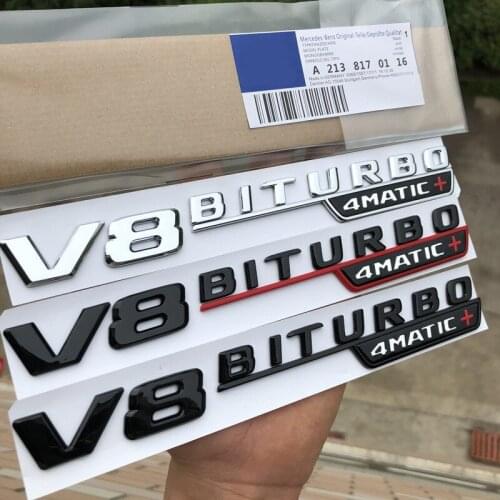 Mercedes-Benz Original-Teile Geprüfte Qualität 1
A 213 817 01 16
V8 BITURBO
4MATIC+
V8 BITURBO
4MATIC+
V8 BITURBO
4MATIC+